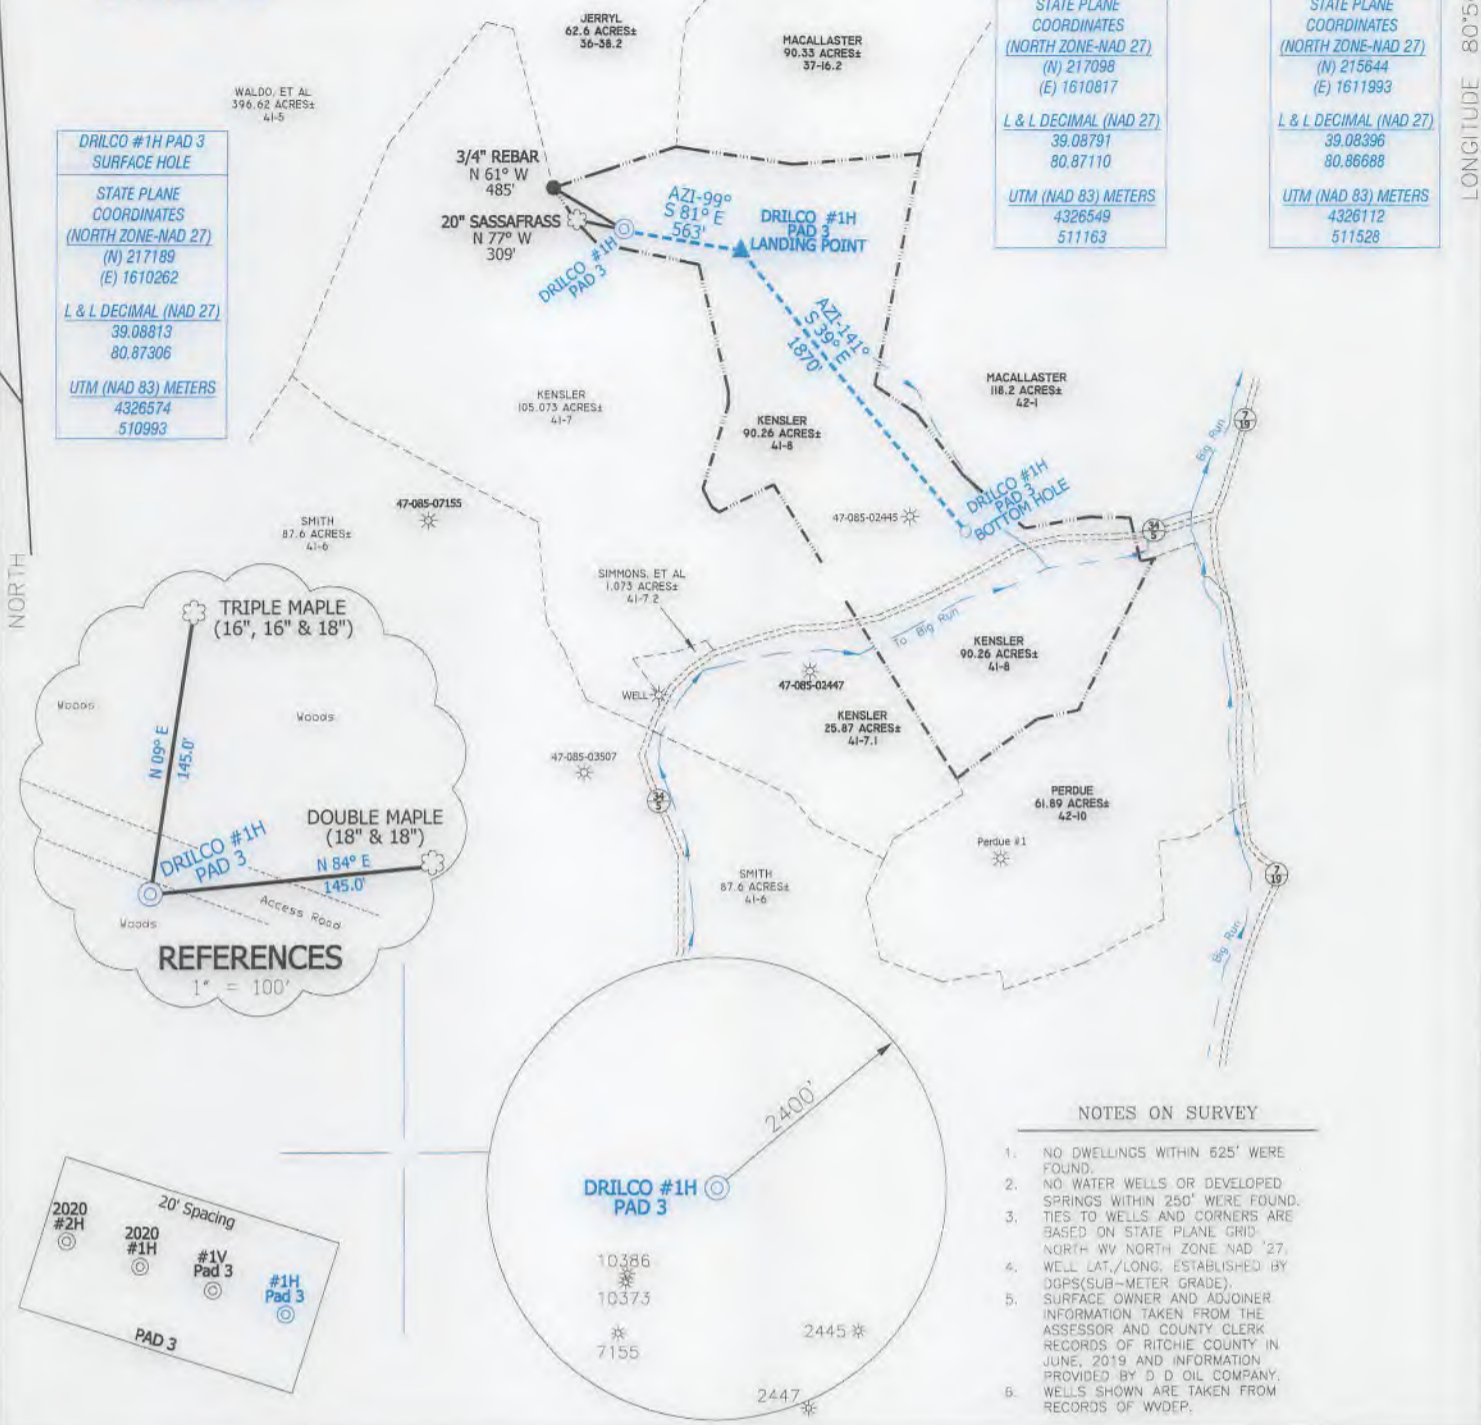 JERRYL
62.6 ACRES±
36-38.2
MACALLASTER
90.33 ACRES±
37-16.2
WALDO, ET AL
396.62 ACRES±
41-5
DRILCO #1H PAD 3
SURFACE HOLE
STATE PLANE
COORDINATES
(NORTH ZONE-NAD 27)
(N) 217189
(E) 1610262
L & L DECIMAL (NAD 27)
39.08813
80.87306
UTM (NAD 83) METERS
4326574
510993
STATE PLANE
COORDINATES
(NORTH ZONE-NAD 27)
(N) 217098
(E) 1610817
L & L DECIMAL (NAD 27)
39.08791
80.87110
UTM (NAD 83) METERS
4326549
511163
STATE PLANE
COORDINATES
(NORTH ZONE-NAD 27)
(N) 215644
(E) 1611993
L & L DECIMAL (NAD 27)
39.08396
80.86688
UTM (NAD 83) METERS
4326112
511528
LONGITUDE
3/4" REBAR
N 61° W
485'
20" SASSAFRASS
N 77° W
309'
DRILCO #1H
PAD 3
AZI-99°
S 81° E
563'
DRILCO #1H
PAD 3
LANDING POINT
AZI-141°
S 39° E
1870'
KENSLER
105.073 ACRES±
41-7
KENSLER
90.26 ACRES±
41-8
MACALLASTER
118.2 ACRES±
42-1
Big Run
7
19
DRILCO #1H
PAD 3
BOTTOM HOLE
47-085-07155
SMITH
87.6 ACRES±
41-6
47-085-02445
34
5
SIMMONS, ET AL
1.073 ACRES±
41-7.2
To Big Run
KENSLER
90.26 ACRES±
41-8
WELL
47-085-02447
KENSLER
25.87 ACRES±
41-7.1
47-085-03507
34
5
PERDUE
61.89 ACRES±
42-10
Perdue #1
7
19
SMITH
87.6 ACRES±
41-6
Big Run
NORTH
TRIPLE MAPLE
(16", 16" & 18")
Woods
Woods
N 09° E
145.0'
DOUBLE MAPLE
(18" & 18")
DRILCO #1H
PAD 3
N 84° E
145.0'
Access Road
Woods
REFERENCES
1" = 100'
2400'
DRILCO #1H
PAD 3
10386
10373
7155
2445
2447
20' Spacing
2020
#2H
2020
#1H
#1V
Pad 3
#1H
Pad 3
PAD 3
NOTES ON SURVEY
1. NO DWELLINGS WITHIN 625' WERE
FOUND.
2. NO WATER WELLS OR DEVELOPED
SPRINGS WITHIN 250' WERE FOUND.
3. TIES TO WELLS AND CORNERS ARE
BASED ON STATE PLANE GRID
NORTH WV NORTH ZONE NAD '27.
4. WELL LAT./LONG. ESTABLISHED BY
DGPS(SUB-METER GRADE).
5. SURFACE OWNER AND ADJOINER
INFORMATION TAKEN FROM THE
ASSESSOR AND COUNTY CLERK
RECORDS OF RITCHIE COUNTY IN
JUNE, 2019 AND INFORMATION
PROVIDED BY D D OIL COMPANY.
6. WELLS SHOWN ARE TAKEN FROM
RECORDS OF WVDEP.